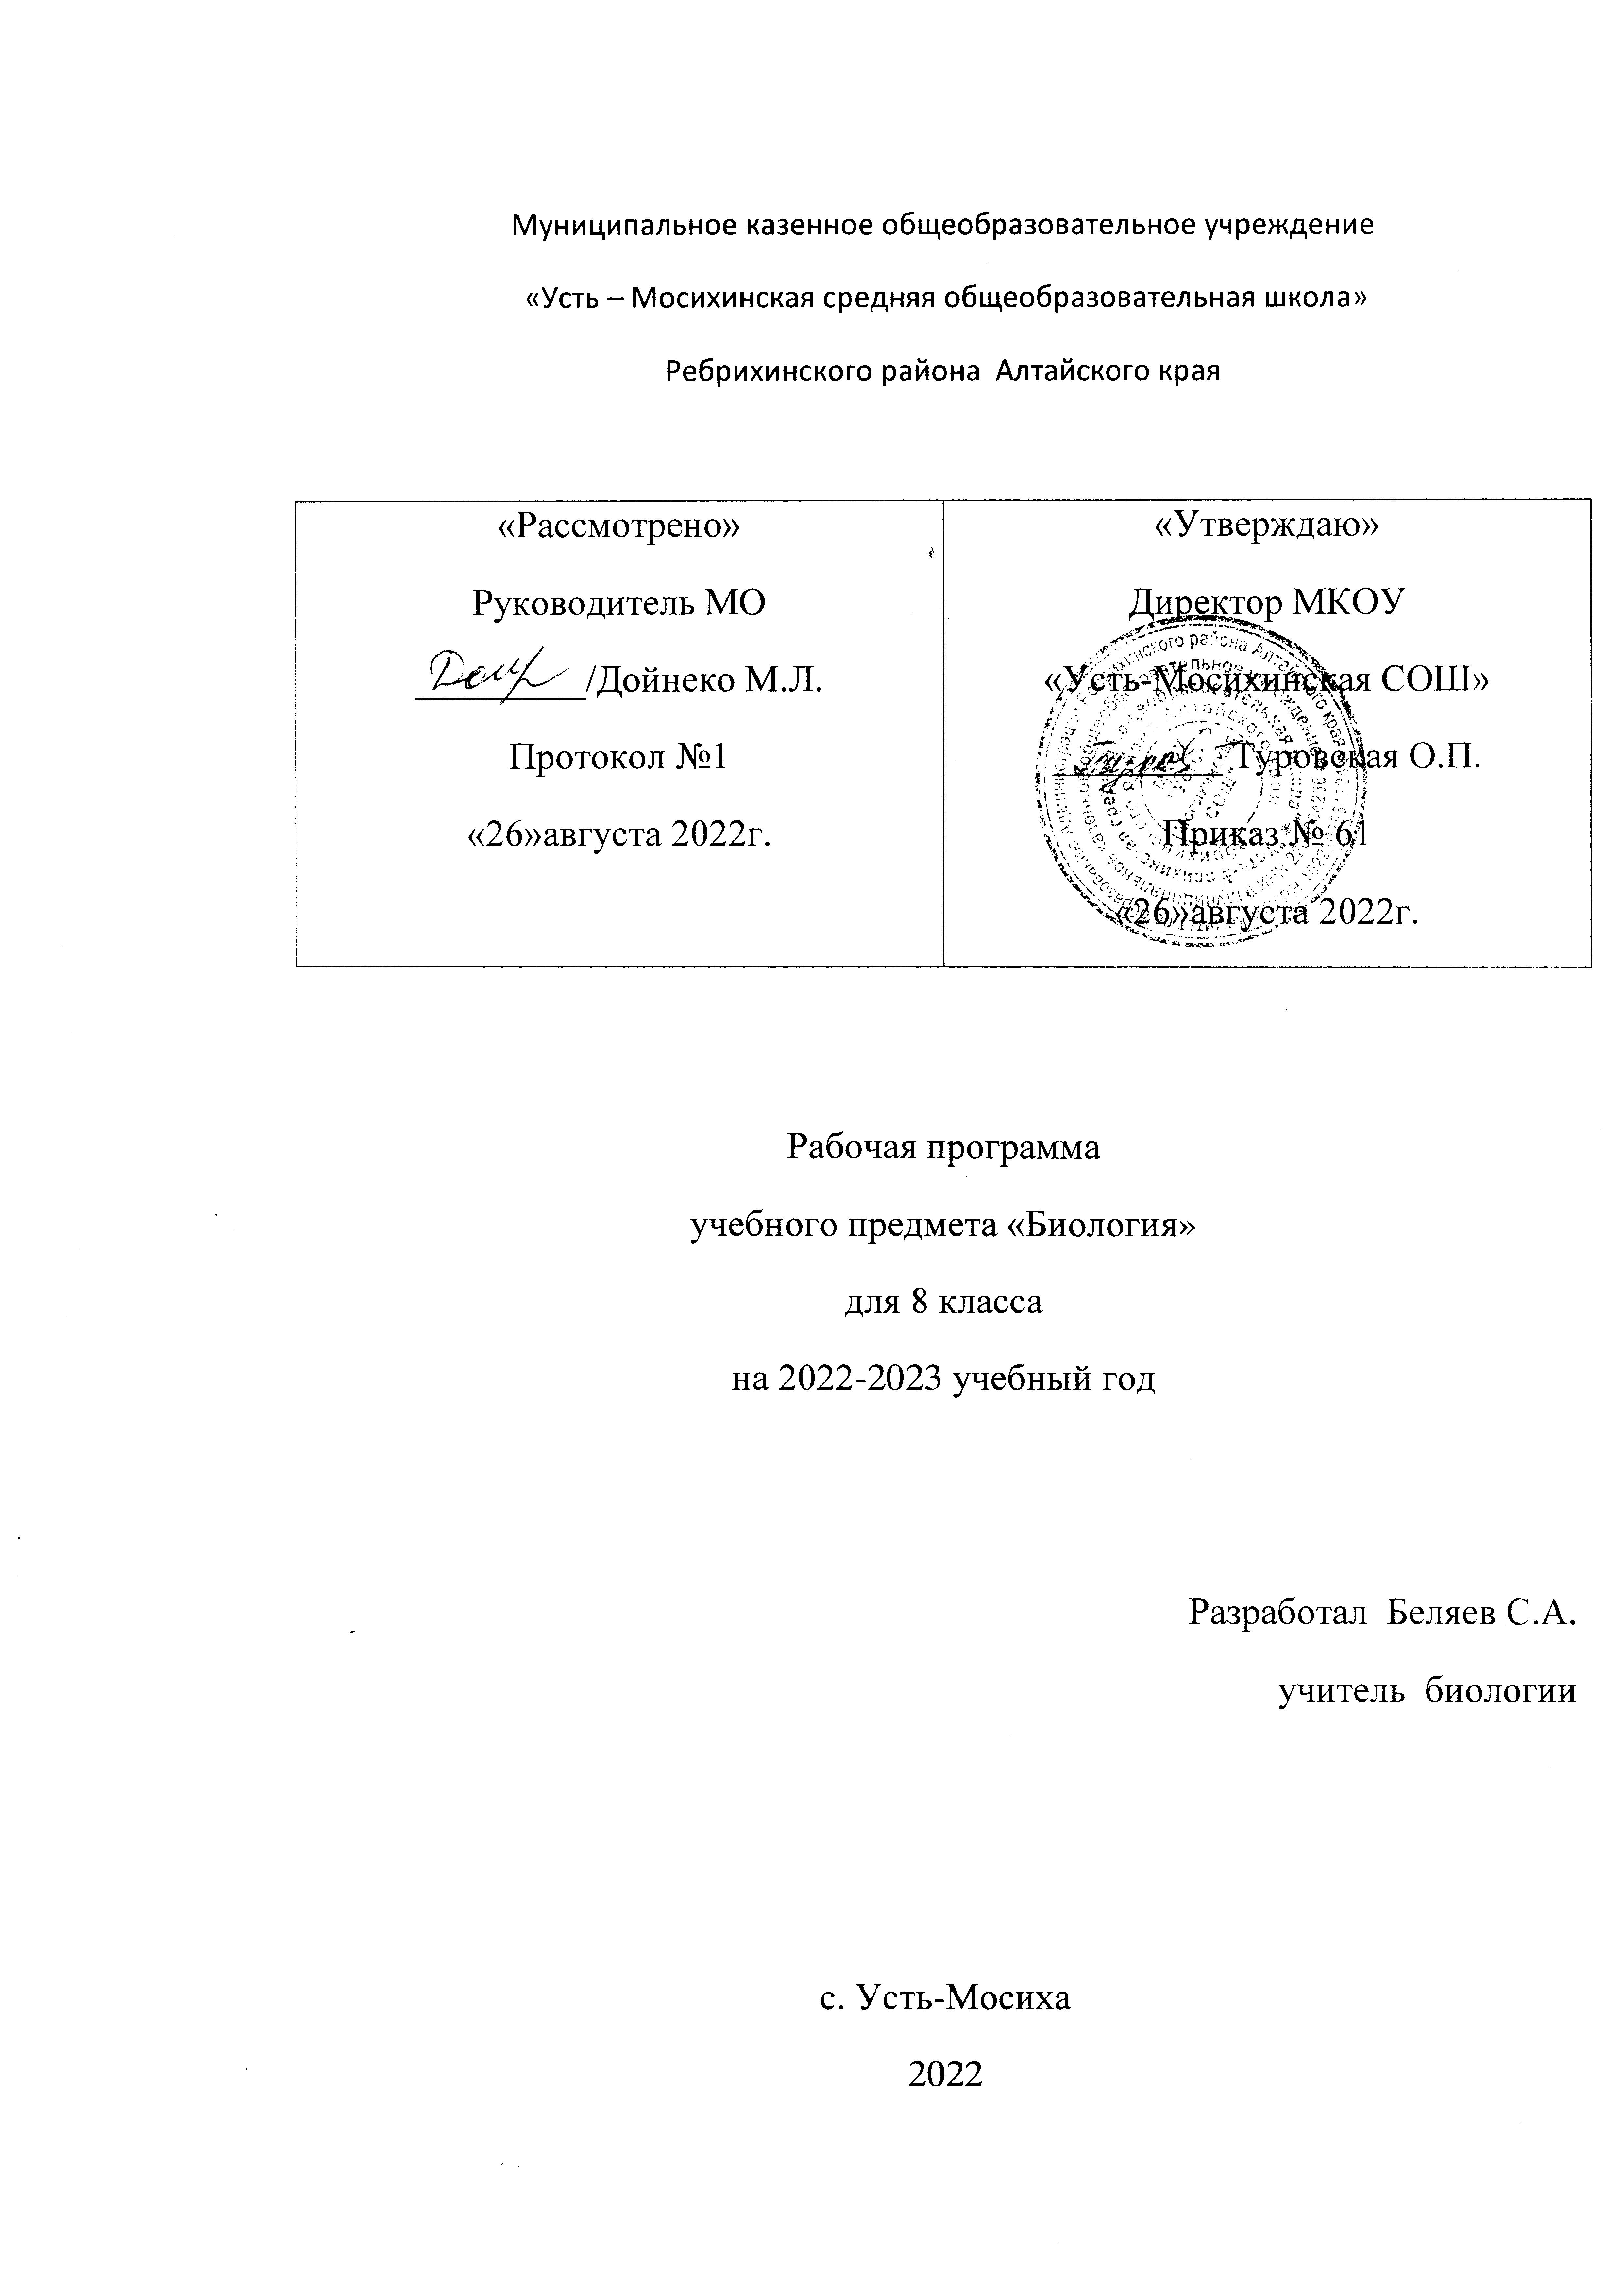 Муниципальное казенное общеобразовательное учреждение
«Усть – Мосихинская средняя общеобразовательная школа»
Ребрихинского района Алтайского края
«Рассмотрено»
Руководитель МО
/Дойнеко М.Л.
Протокол №1
«26»августа 2022г.
«Утверждаю»
Директор МКОУ
«Усть-Мосихинская СОШ»
Туровская О.П.
Приказ № 61
«26»августа 2022г.
Рабочая программа
учебного предмета «Биология»
для 8 класса
на 2022-2023 учебный год
Разработал Беляев С.А.
учитель биологии
с. Усть-Мосиха
2022